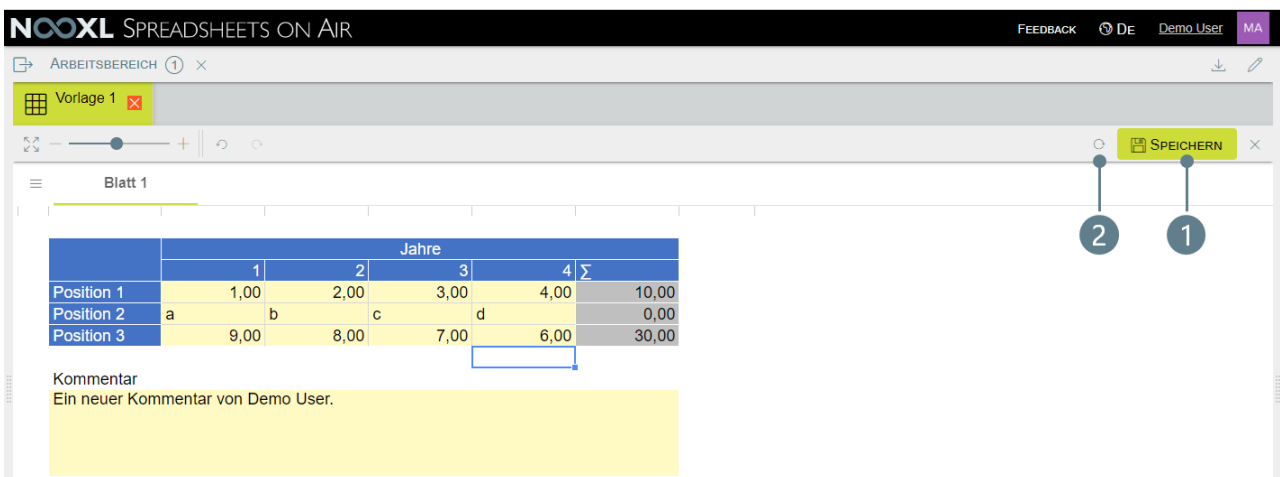 NOOXL SPREADSHEETS ON AIR FEEDBACK DE Demo User MA
ARBEITSBEREICH 1
Vorlage 1
SPEICHERN
Blatt 1
2 1
Jahre
1 2 3 4 Σ
Position 1 1,00 2,00 3,00 4,00 10,00
Position 2 a b c d 0,00
Position 3 9,00 8,00 7,00 6,00 30,00
Kommentar
Ein neuer Kommentar von Demo User.